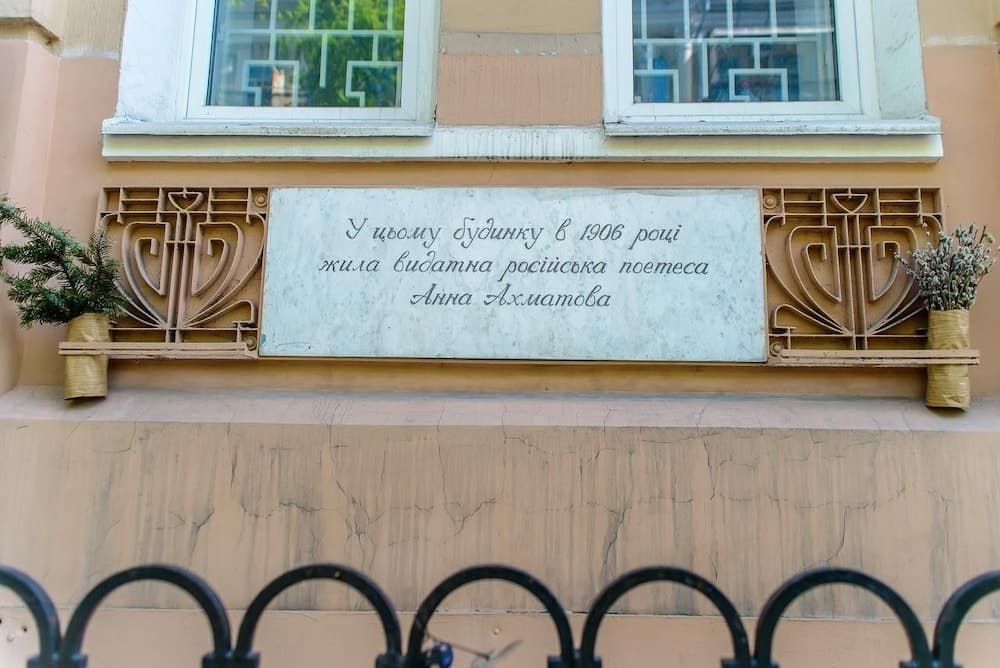 У цьому будинку в 1906 році
жила видатна російська поетеса
Анна Ахматова